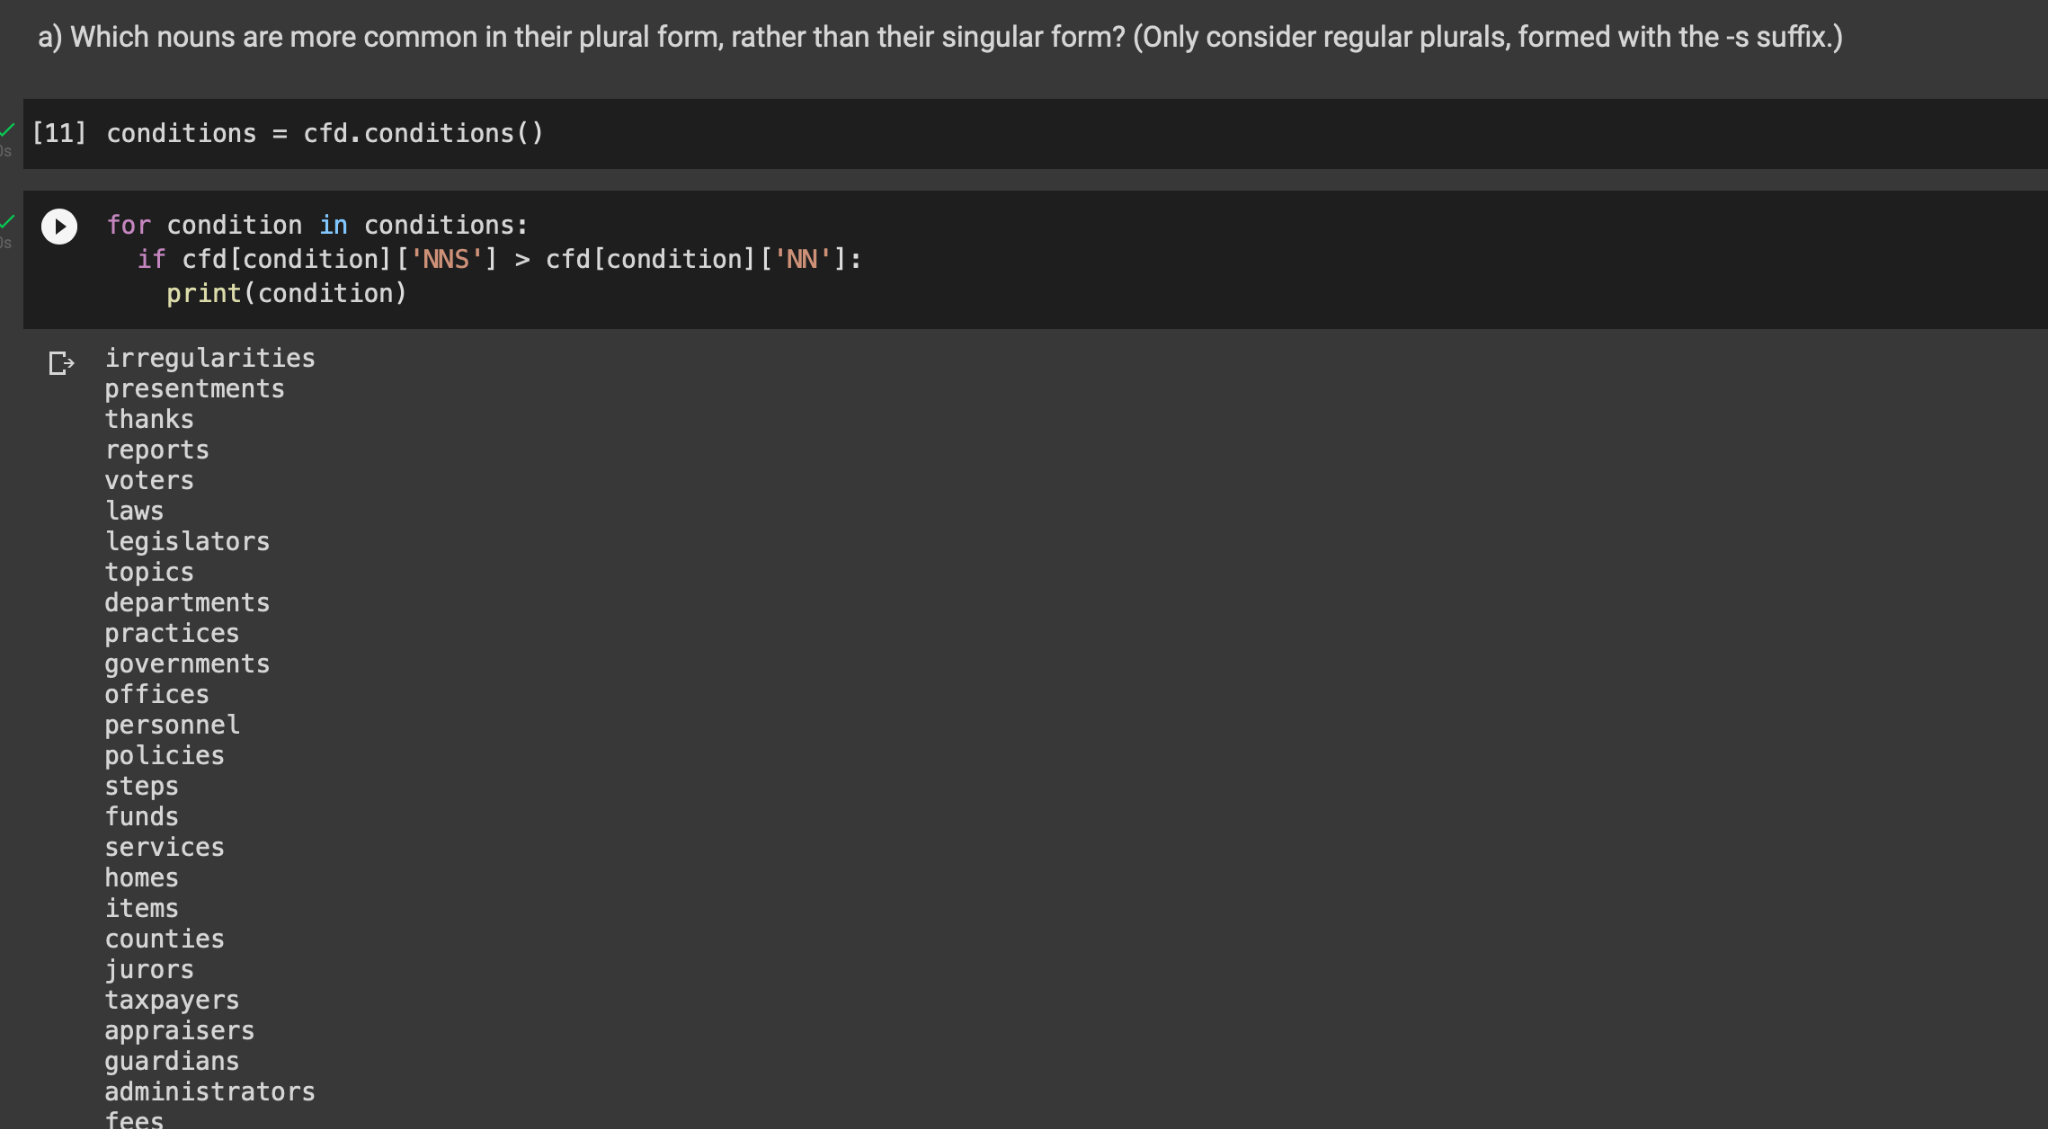 a) Which nouns are more common in their plural form, rather than their singular form? (Only consider regular plurals, formed with the -s suffix.)
[11] conditions = cfd.conditions()
0s
for condition in conditions:
  if cfd[condition]['NNS'] > cfd[condition]['NN']:
    print(condition)
0s
irregularities
presentments
thanks
reports
voters
laws
legislators
topics
departments
practices
governments
offices
personnel
policies
steps
funds
services
homes
items
counties
jurors
taxpayers
appraisers
guardians
administrators
fees